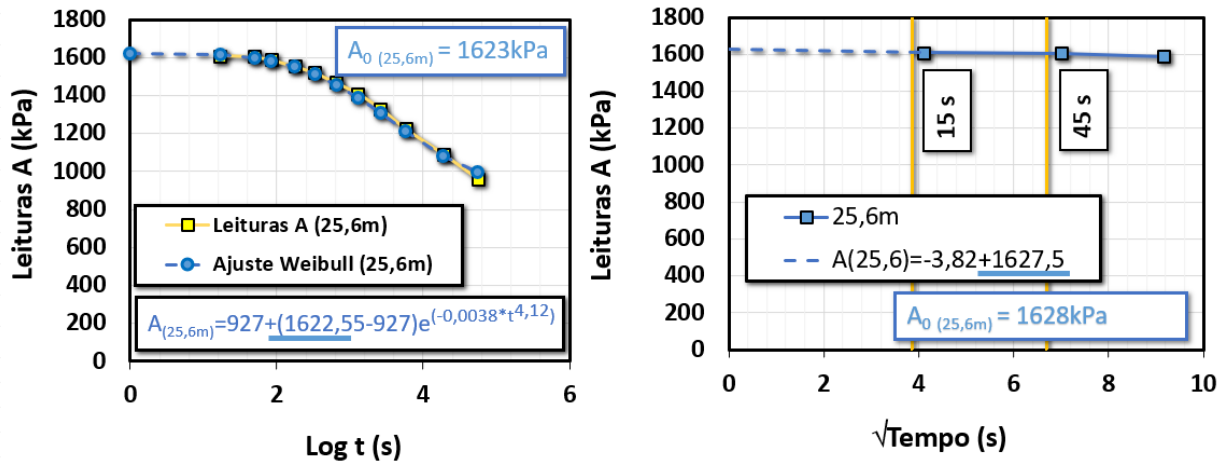 Leituras A (kPa)
1800
1600
1400
1200
1000
800
600
400
200
0
A0 (25,6m) = 1623kPa
Leituras A (25,6m)
Ajuste Weibull (25,6m)
A(25,6m)=927+(1622,55-927)e(-0,0038*t4,12)
0 2 4 6
Log t (s)
Leituras A (kPa)
1800
1600
1400
1200
1000
800
600
400
200
0
15 s
45 s
25,6m
A(25,6)=-3,82+1627,5
A0 (25,6m) = 1628kPa
0 2 4 6 8 10
√Tempo (s)